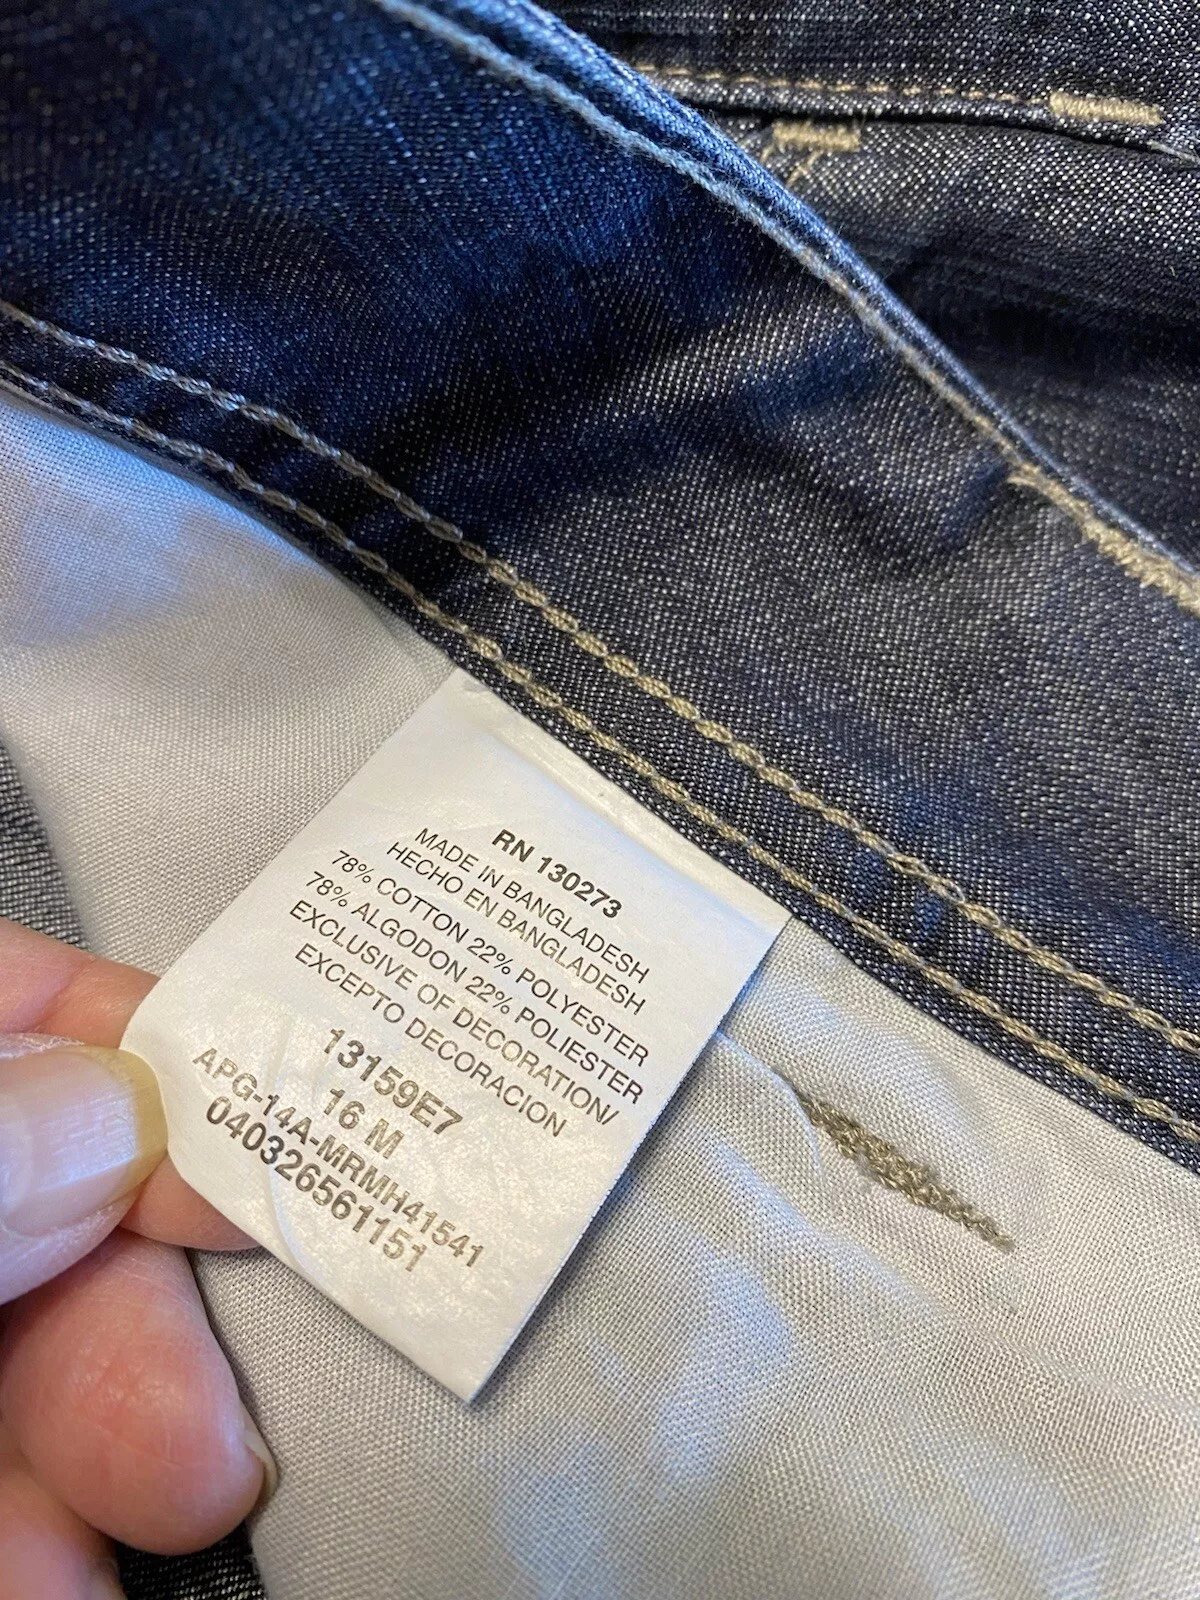 RN 130273
MADE IN BANGLADESH
HECHO EN BANGLADESH
78% COTTON 22% POLYESTER
78% ALGODON 22% POLIESTER
EXCLUSIVE OF DECORATION/
EXCEPTO DECORACION
13159E7
16 M
APG-14A-MRMH41541
040326561151